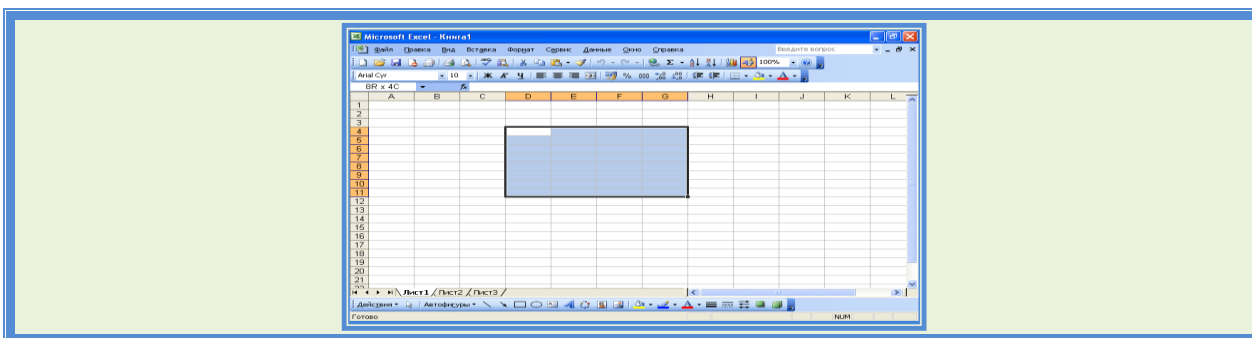 Microsoft Excel - Книга1
Файл Правка Вид Вставка Формат Сервис Данные Окно Справка Введите вопрос
100%
Arial Cyr 10 Ж К Ч % 000
8R x 4C fx
A B C D E F G H I J K L
1
2
3
4
5
6
7
8
9
10
11
12
13
14
15
16
17
18
19
20
21
Лист1 Лист2 Лист3
Действия Автофигуры
Готово NUM